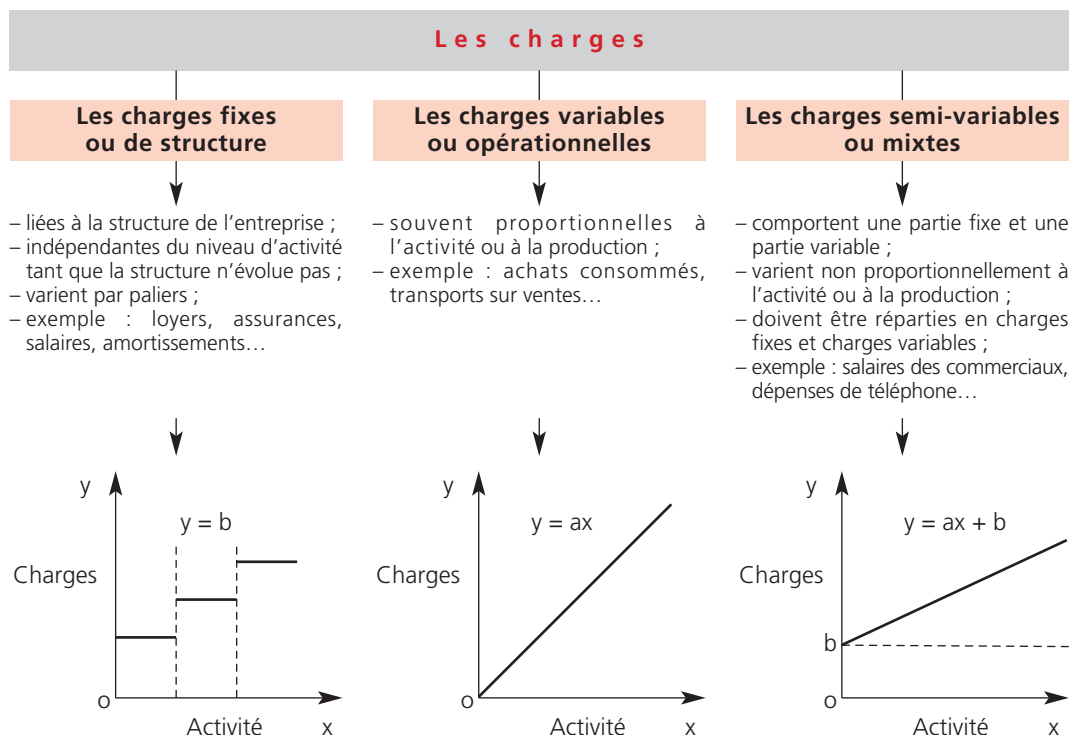 Les charges
Les charges fixes
ou de structure
– liées à la structure de l'entreprise ;
– indépendantes du niveau d'activité
tant que la structure n'évolue pas ;
– varient par paliers ;
– exemple : loyers, assurances,
salaires, amortissements…
y
y = b
Charges
o
Activité
x
Les charges variables
ou opérationnelles
– souvent proportionnelles à
l'activité ou à la production ;
– exemple : achats consommés,
transports sur ventes…
y
y = ax
Charges
o
Activité
x
Les charges semi-variables
ou mixtes
– comportent une partie fixe et une
partie variable ;
– varient non proportionnellement à
l'activité ou à la production ;
– doivent être réparties en charges
fixes et charges variables ;
– exemple : salaires des commerciaux,
dépenses de téléphone…
y
y = ax + b
Charges
b
o
Activité
x